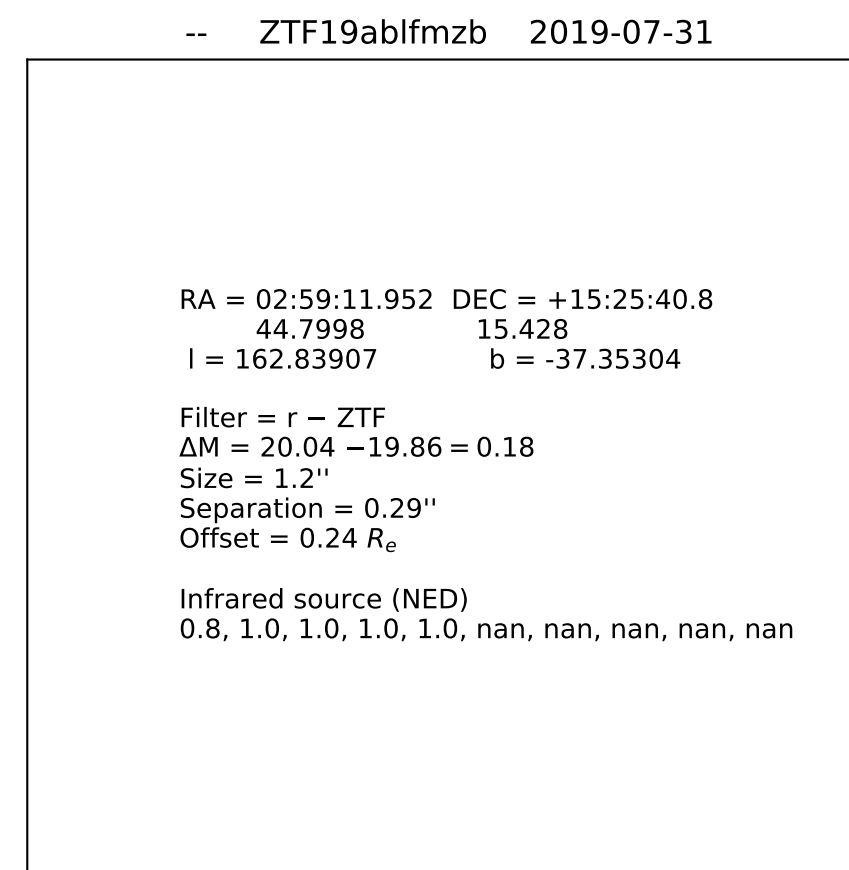 -- ZTF19ablfmzb 2019-07-31
RA = 02:59:11.952 DEC = +15:25:40.8
44.7998 15.428
l = 162.83907 b = -37.35304
Filter = r − ZTF
ΔM = 20.04 −19.86 = 0.18
Size = 1.2''
Separation = 0.29''
Offset = 0.24 Re
Infrared source (NED)
0.8, 1.0, 1.0, 1.0, 1.0, nan, nan, nan, nan, nan